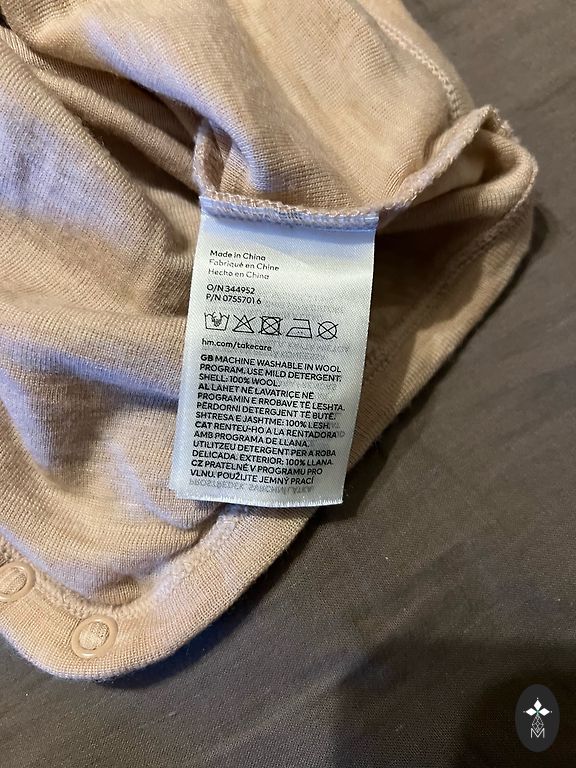 Made in China
Fabriqué en Chine
Hecho en China
O/N 344952
P/N 0755701 6
hm.com/takecare
GB MACHINE WASHABLE IN WOOL
PROGRAM. USE MILD DETERGENT.
SHELL: 100% WOOL.
AL LAHET NË LAVATRIÇE NË
PROGRAMIN E RROBAVE TË LESHTA.
PËRDORNI DETERGJENT TË BUTË.
SHTRESA E JASHTME: 100% LESH.
CAT RENTEU-HO A LA RENTADORA
AMB PROGRAMA DE LLANA.
UTILITZEU DETERGENT PER A ROBA
DELICADA. EXTERIOR: 100% LLANA.
CZ PRATELNÉ V PROGRAMU PRO
VLNU. POUŽIJTE JEMNÝ PRACÍ
M